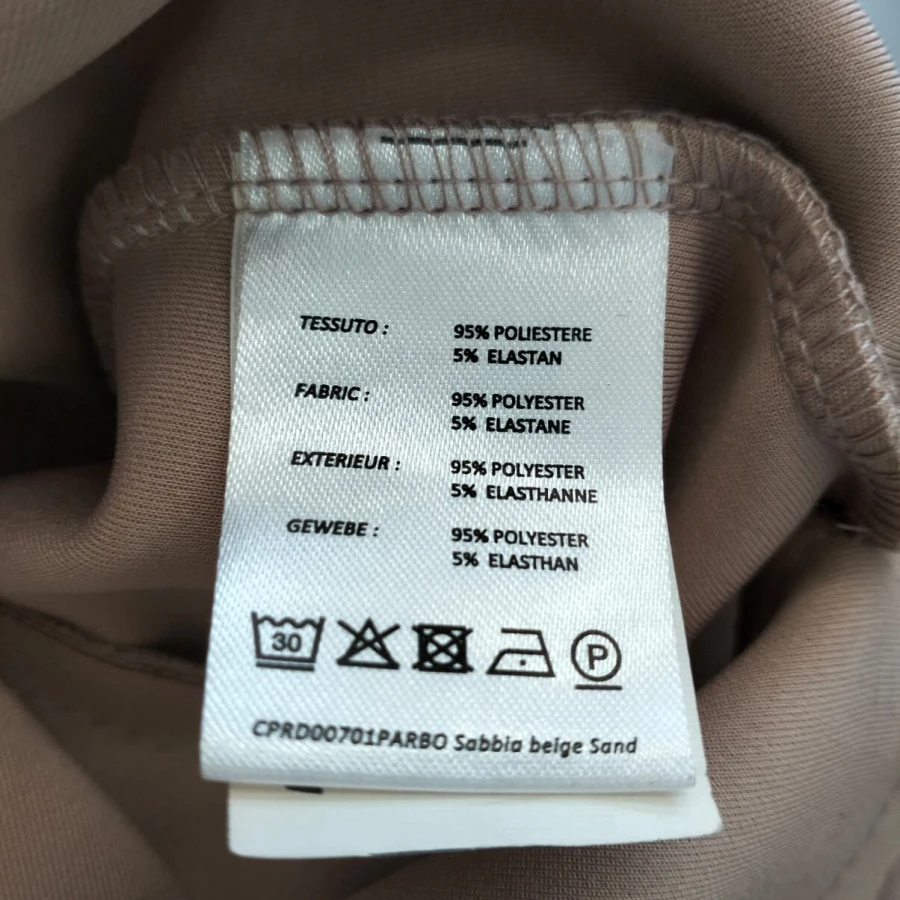 TESSUTO : 95% POLIESTERE
5% ELASTAN
FABRIC : 95% POLYESTER
5% ELASTANE
EXTERIEUR : 95% POLYESTER
5% ELASTHANNE
GEWEBE : 95% POLYESTER
5% ELASTHAN
30 P
CPRD00701PARBO Sabbia beige Sand